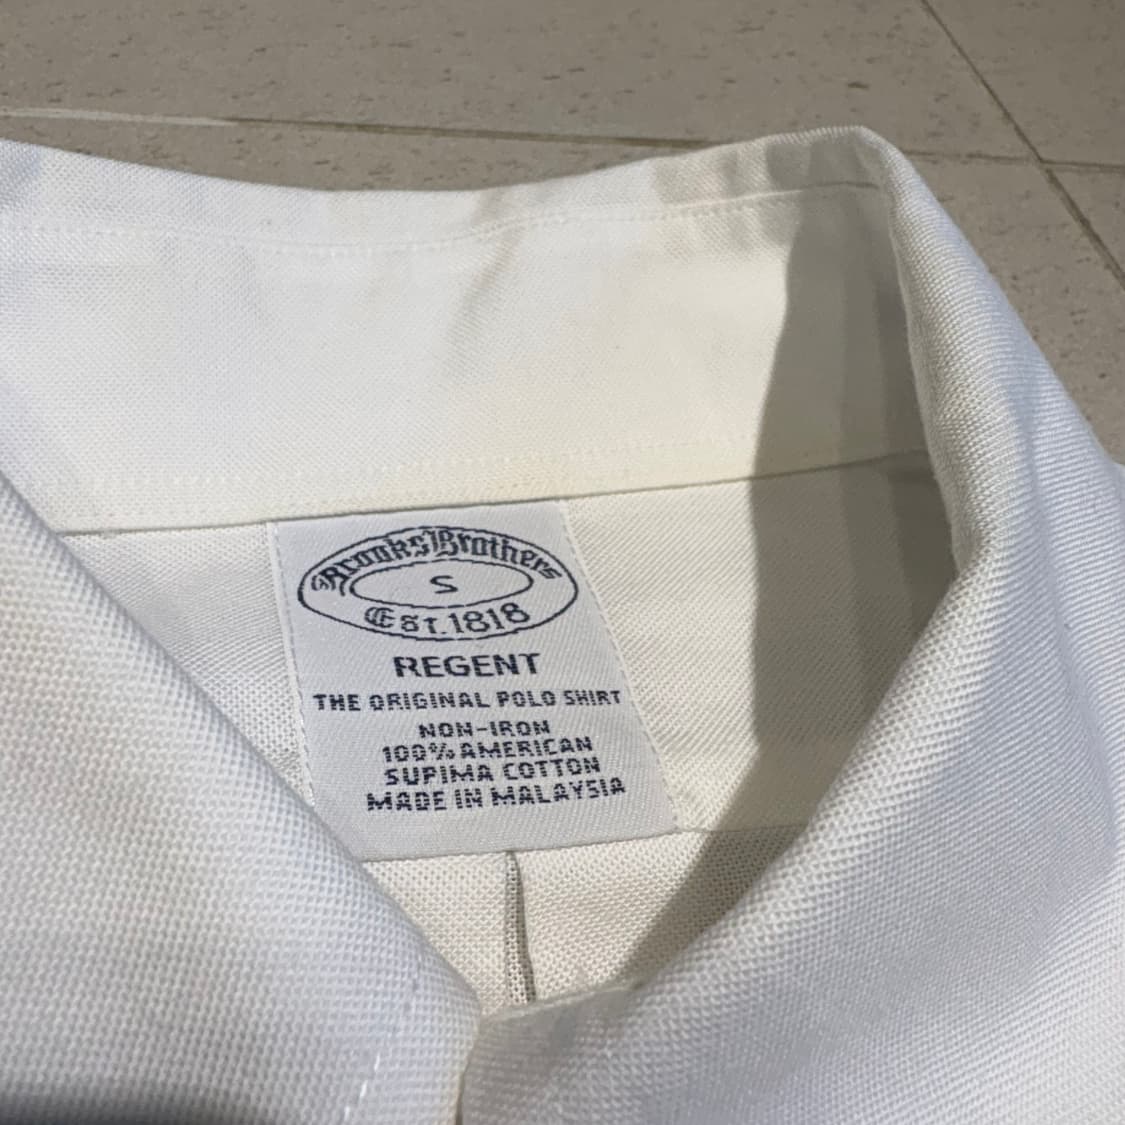 Brooks Brothers
S
Est. 1818
REGENT
THE ORIGINAL POLO SHIRT
NON-IRON
100% AMERICAN
SUPIMA COTTON
MADE IN MALAYSIA